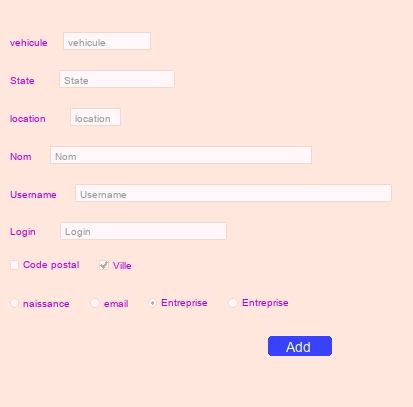 vehicule vehicule
State State
location location
Nom Nom
Username Username
Login Login
Code postal Ville
naissance email Entreprise Entreprise
Add